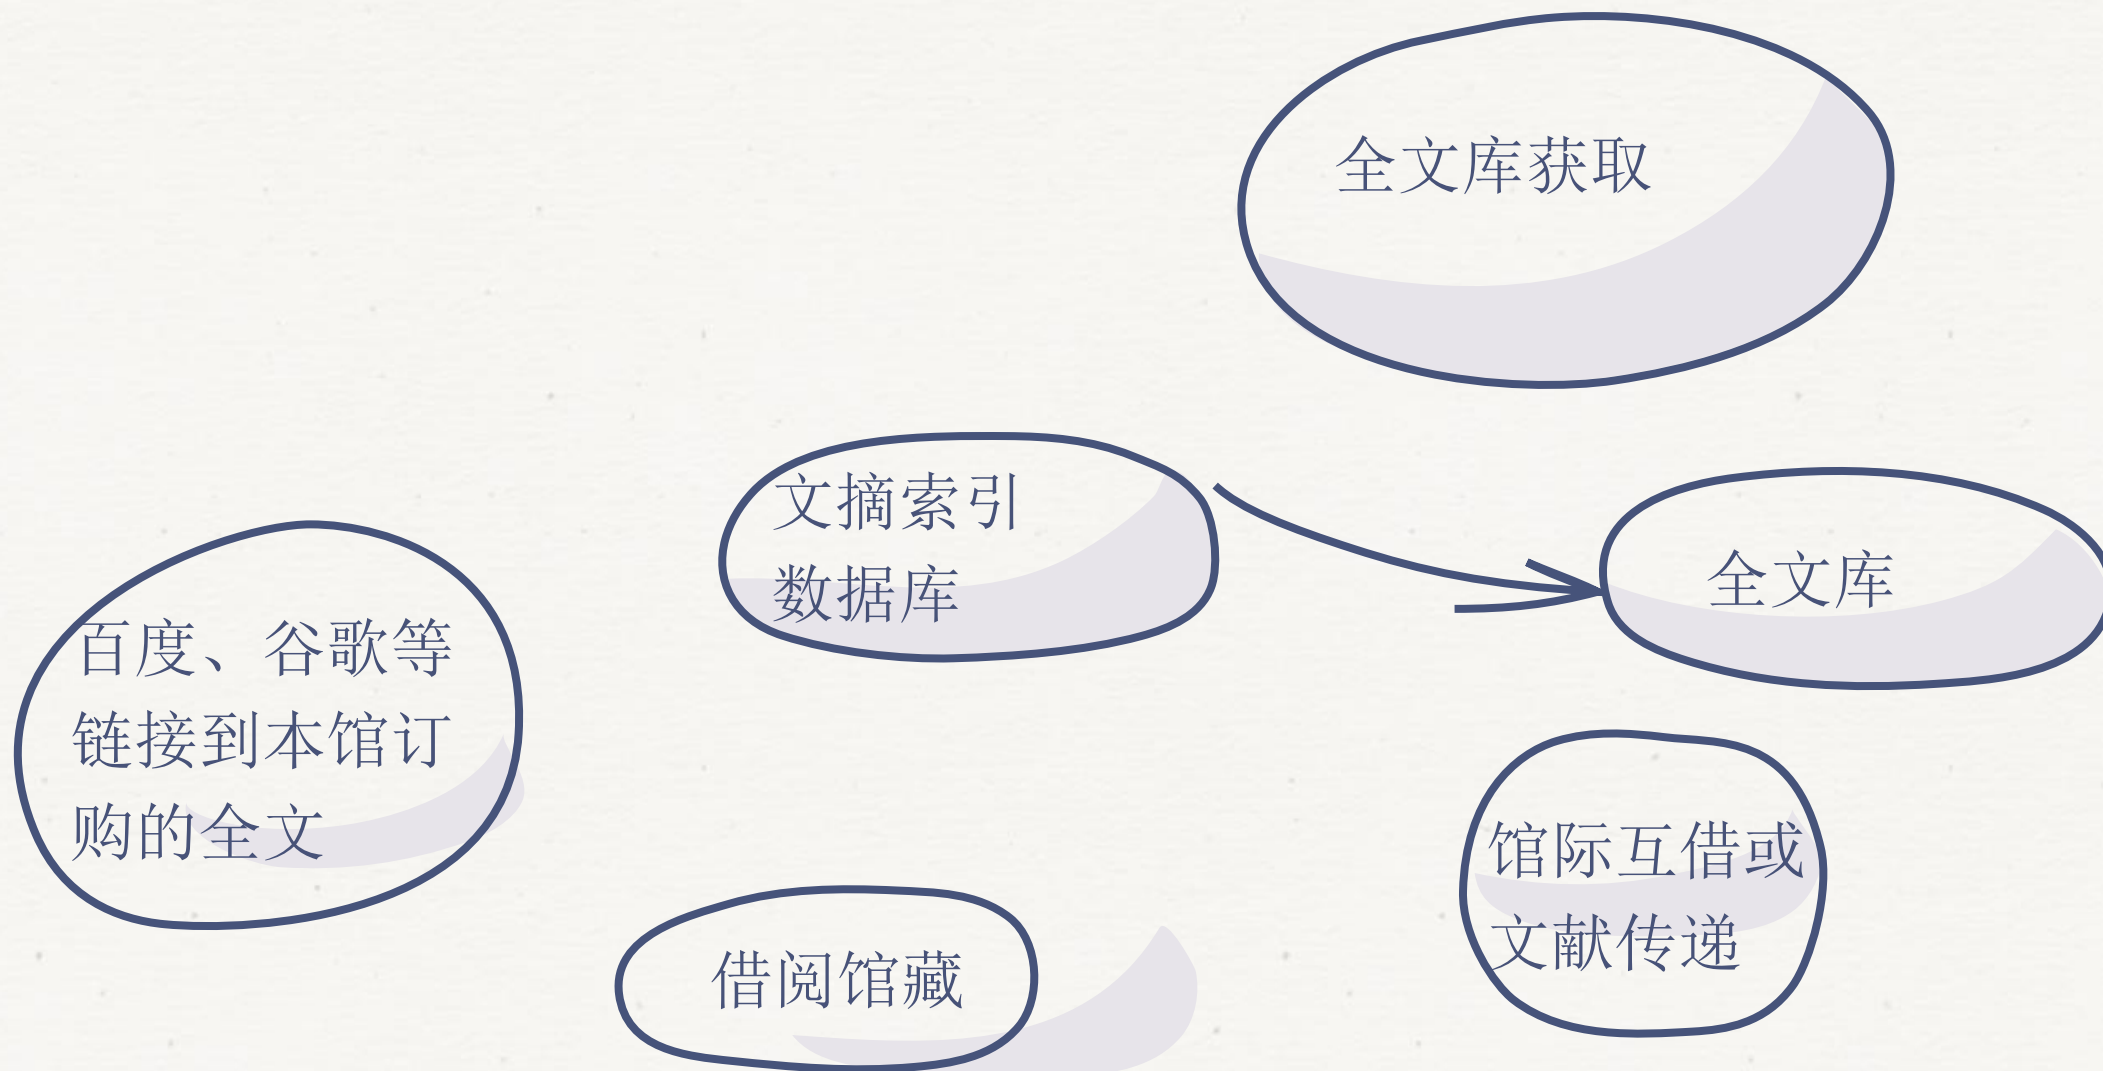 全文库获取
文摘索引
数据库
全文库
百度、谷歌等
链接到本馆订
购的全文
馆际互借或
文献传递
借阅馆藏